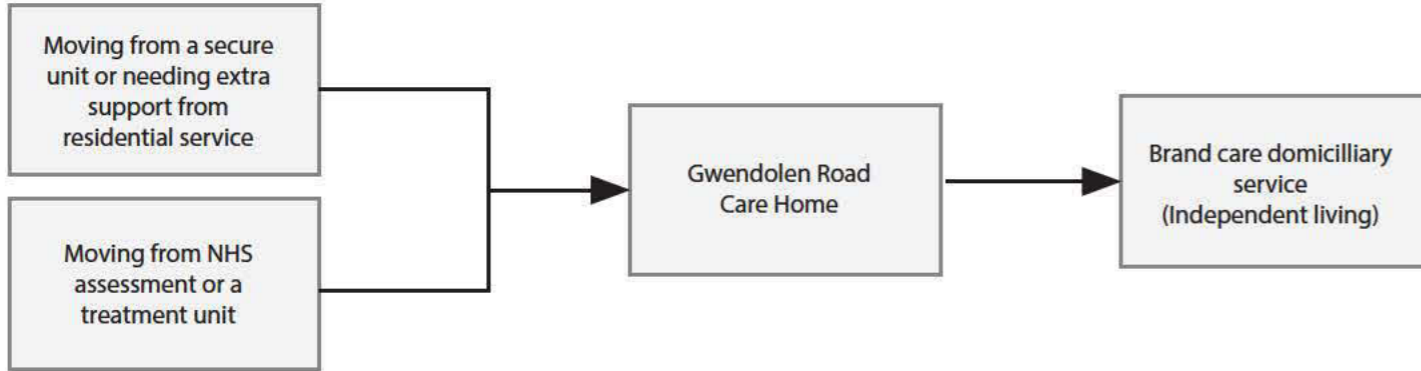 Moving from a secure
unit or needing extra
support from
residential service
Moving from NHS
assessment or a
treatment unit
Gwendolen Road
Care Home
Brand care domicilliary
service
(Independent living)